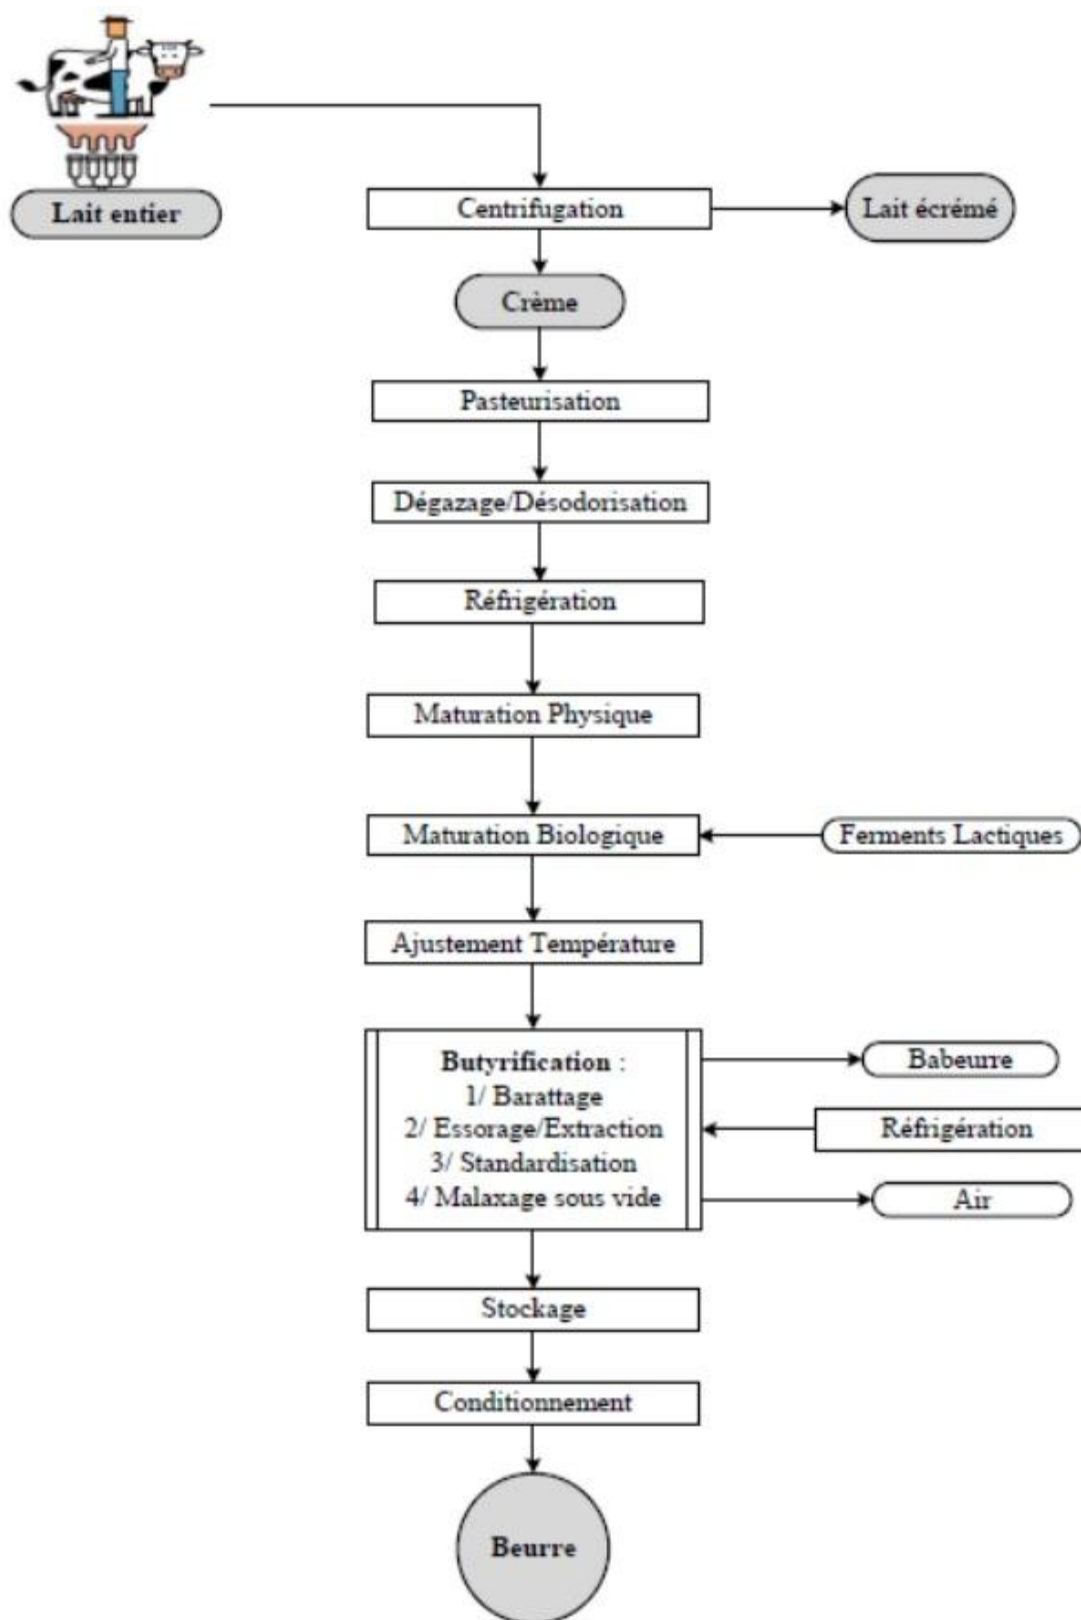 Lait entier
Centrifugation
Lait écrémé
Crème
Pasteurisation
Dégazage/Désodorisation
Réfrigération
Maturation Physique
Maturation Biologique
Ferments Lactiques
Ajustement Température
Butyrification :
1/ Barattage
2/ Essorage/Extraction
3/ Standardisation
4/ Malaxage sous vide
Babeurre
Réfrigération
Air
Stockage
Conditionnement
Beurre